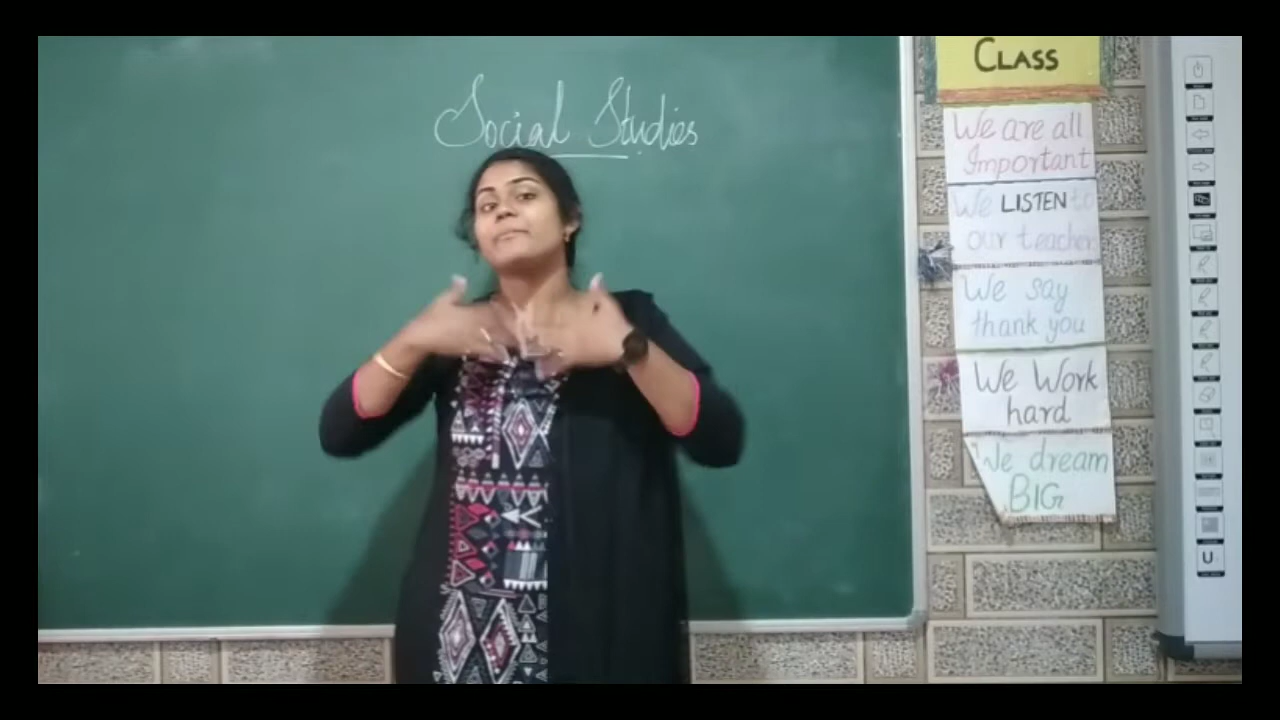 Social Studies
CLASS
We are all
Important
We LISTEN to
our teacher
We say
thank you
We Work
hard
We dream
BIG
U